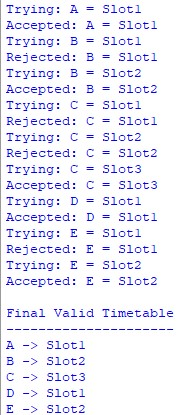 Trying: A = Slot1
Accepted: A = Slot1
Trying: B = Slot1
Rejected: B = Slot1
Trying: B = Slot2
Accepted: B = Slot2
Trying: C = Slot1
Rejected: C = Slot1
Trying: C = Slot2
Rejected: C = Slot2
Trying: C = Slot3
Accepted: C = Slot3
Trying: D = Slot1
Accepted: D = Slot1
Trying: E = Slot1
Rejected: E = Slot1
Trying: E = Slot2
Accepted: E = Slot2
Final Valid Timetable
---------------------
A -> Slot1
B -> Slot2
C -> Slot3
D -> Slot1
E -> Slot2